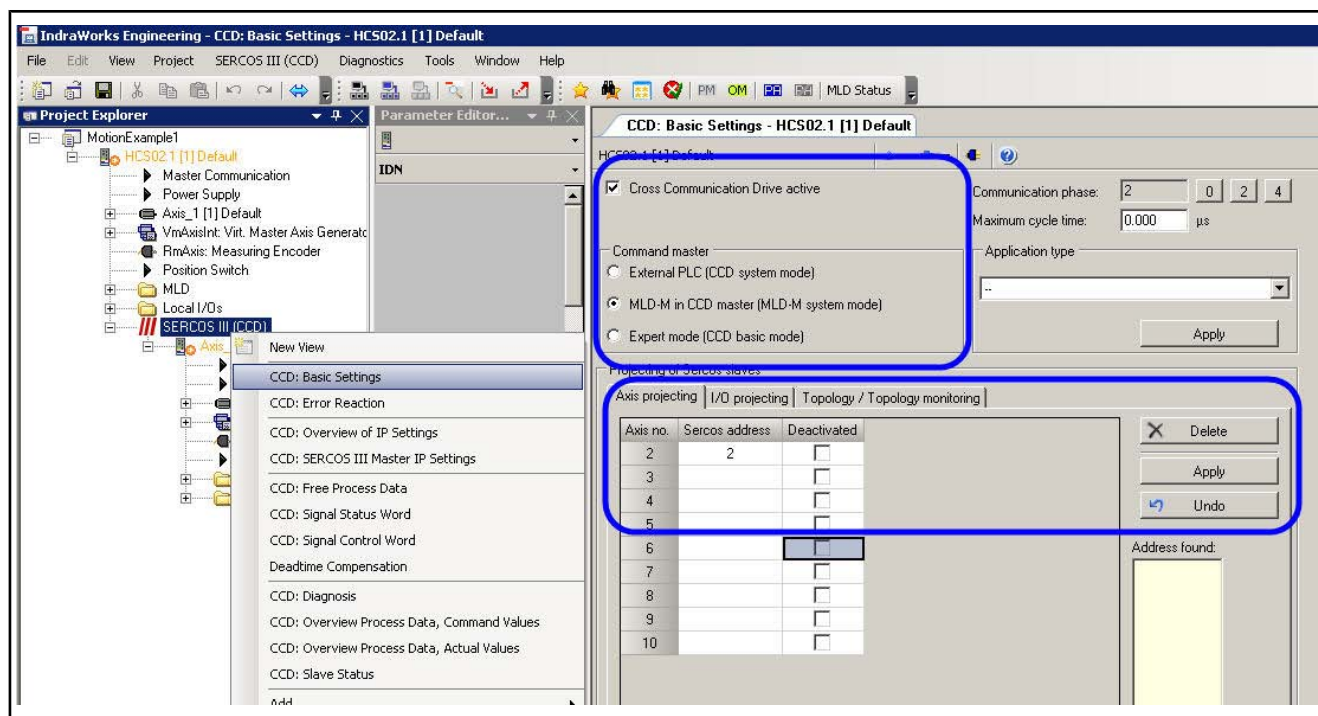 IndraWorks Engineering - CCD: Basic Settings - HCS02.1 [1] Default
File Edit View Project SERCOS III (CCD) Diagnostics Tools Window Help
PM OM MLD Status
Project Explorer
MotionExample1
HCS02.1 [1] Default
Master Communication
Power Supply
Axis_1 [1] Default
VmAxisInt: Virt. Master Axis Generato
RmAxis: Measuring Encoder
Position Switch
MLD
Local I/Os
SERCOS III (CCD)
Axis_
New View
CCD: Basic Settings
CCD: Error Reaction
CCD: Overview of IP Settings
CCD: SERCOS III Master IP Settings
CCD: Free Process Data
CCD: Signal Status Word
CCD: Signal Control Word
Deadtime Compensation
CCD: Diagnosis
CCD: Overview Process Data, Command Values
CCD: Overview Process Data, Actual Values
CCD: Slave Status
Add
Parameter Editor...
IDN
CCD: Basic Settings - HCS02.1 [1] Default
HCS02.1 [1] Default
Cross Communication Drive active
Command master
External PLC (CCD system mode)
MLD-M in CCD master (MLD-M system mode)
Expert mode (CCD basic mode)
Communication phase: 2 0 2 4
Maximum cycle time: 0.000 µs
Application type
--
Apply
Projecting of Sercos slaves
Axis projecting I/O projecting Topology / Topology monitoring
Axis no. Sercos address Deactivated
2 2
3
4
5
6
7
8
9
10
Delete
Apply
Undo
Address found: